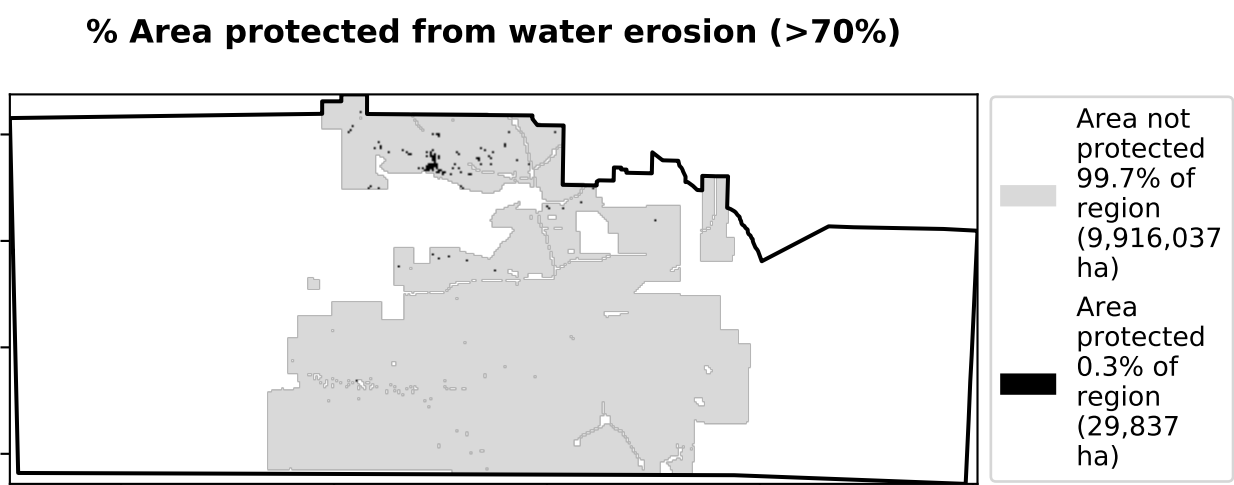 % Area protected from water erosion (>70%)
Area not
protected
99.7% of
region
(9,916,037
ha)
Area
protected
0.3% of
region
(29,837
ha)